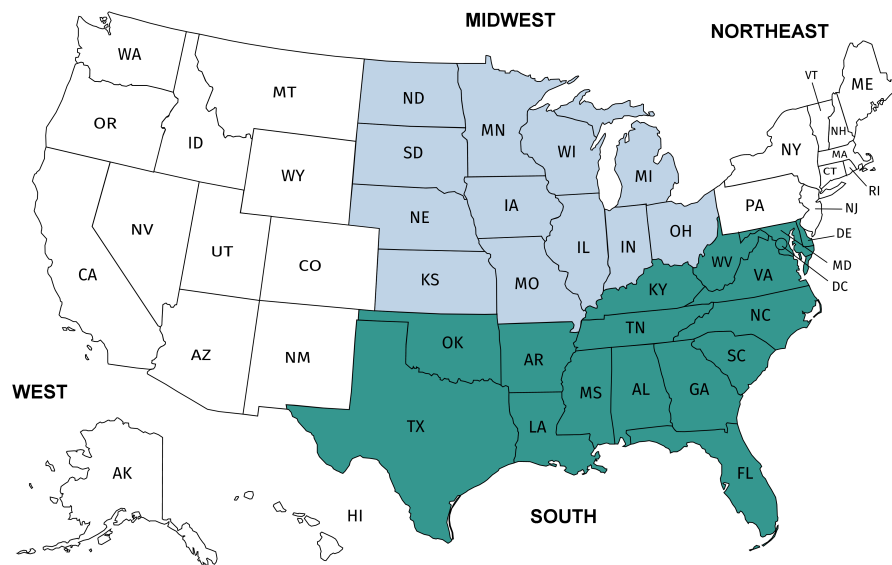 MIDWEST
NORTHEAST
WA
MT
ND
MN
VT
ME
OR
ID
SD
WI
MI
NY
NH
MA
CT
RI
WY
NE
IA
PA
NJ
NV
UT
CO
CA
KS
MO
IL
IN
OH
WV
VA
DE
MD
DC
KY
AZ
NM
OK
AR
TN
NC
SC
WEST
TX
LA
MS
AL
GA
FL
AK
HI
SOUTH